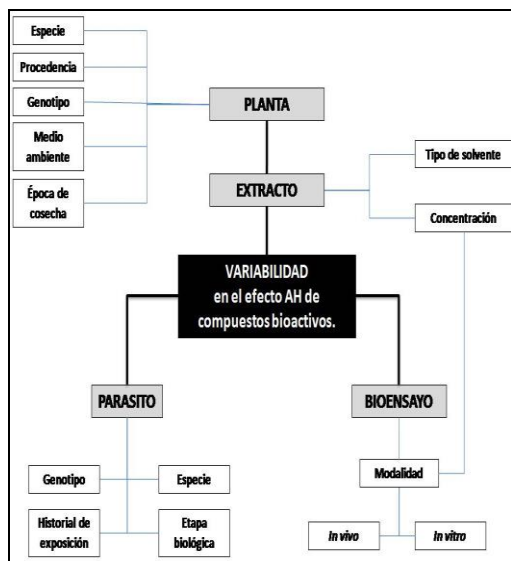 Especie
Procedencia
Genotipo
Medio
ambiente
Época de
cosecha
PLANTA
EXTRACTO
Tipo de solvente
Concentración
VARIABILIDAD
en el efecto AH de
compuestos bioactivos.
PARASITO
BIOENSAYO
Genotipo
Especie
Historial de
exposición
Etapa
biológica
Modalidad
In vivo
In vitro